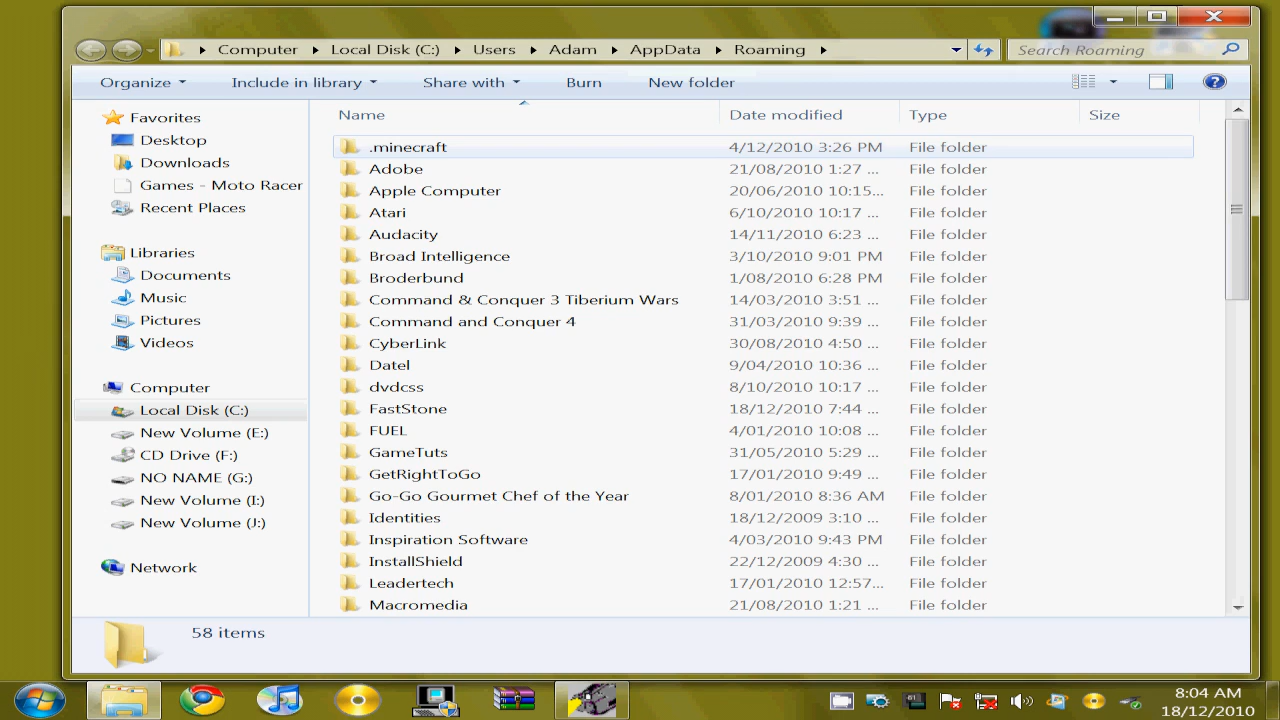 Computer Local Disk (C:) Users Adam AppData Roaming Search Roaming
Organize Include in library Share with Burn New folder
Favorites
Desktop
Downloads
Games - Moto Racer
Recent Places
Libraries
Documents
Music
Pictures
Videos
Computer
Local Disk (C:)
New Volume (E:)
CD Drive (F:)
NO NAME (G:)
New Volume (I:)
New Volume (J:)
Network
Name Date modified Type Size
.minecraft 4/12/2010 3:26 PM File folder
Adobe 21/08/2010 1:27 ... File folder
Apple Computer 20/06/2010 10:15... File folder
Atari 6/10/2010 10:17 ... File folder
Audacity 14/11/2010 6:23 ... File folder
Broad Intelligence 3/10/2010 9:01 PM File folder
Broderbund 1/08/2010 6:28 PM File folder
Command & Conquer 3 Tiberium Wars 14/03/2010 3:51 ... File folder
Command and Conquer 4 31/03/2010 9:39 ... File folder
CyberLink 30/08/2010 4:50 ... File folder
Datel 9/04/2010 10:36 ... File folder
dvdcss 8/10/2010 10:17 ... File folder
FastStone 18/12/2010 7:44 ... File folder
FUEL 4/01/2010 10:08 ... File folder
GameTuts 31/05/2010 5:29 ... File folder
GetRightToGo 17/01/2010 9:49 ... File folder
Go-Go Gourmet Chef of the Year 8/01/2010 8:36 AM File folder
Identities 18/12/2009 3:10 ... File folder
Inspiration Software 4/03/2010 9:43 PM File folder
InstallShield 22/12/2009 4:30 ... File folder
Leadertech 17/01/2010 12:57... File folder
Macromedia 21/08/2010 1:21 ... File folder
58 items
8:04 AM
18/12/2010